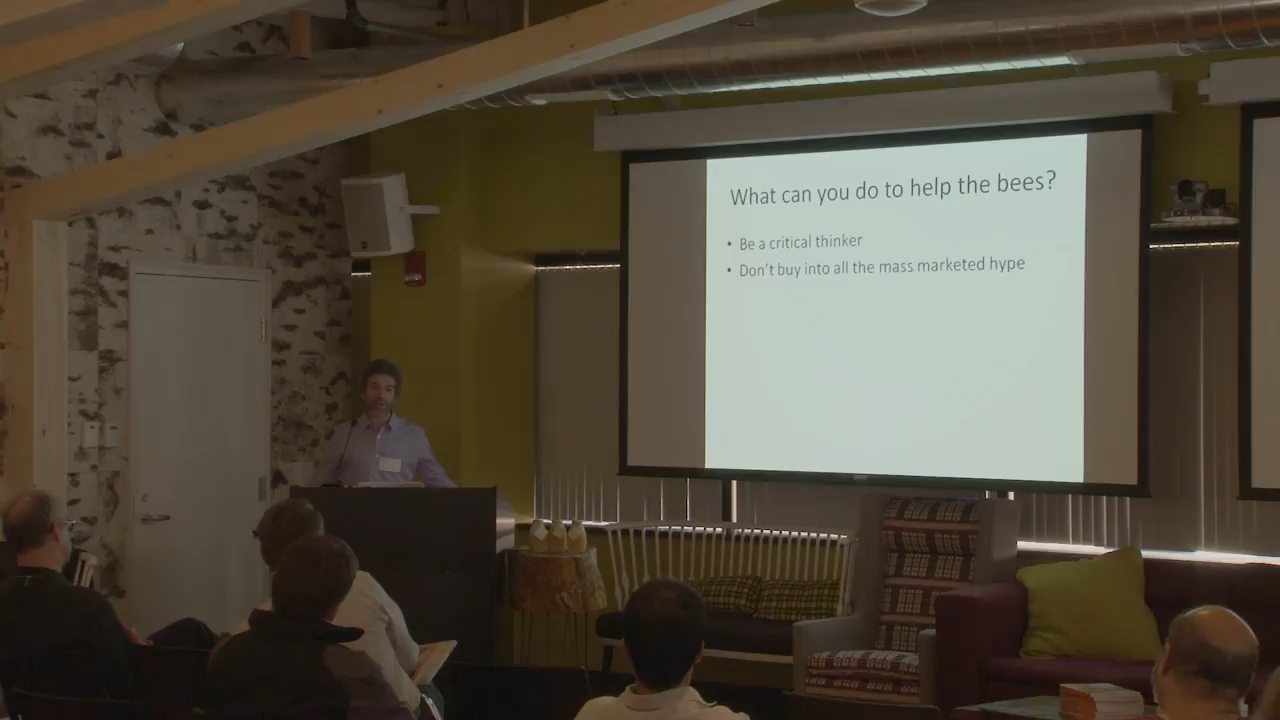 What can you do to help the bees?
• Be a critical thinker
• Don't buy into all the mass marketed hype